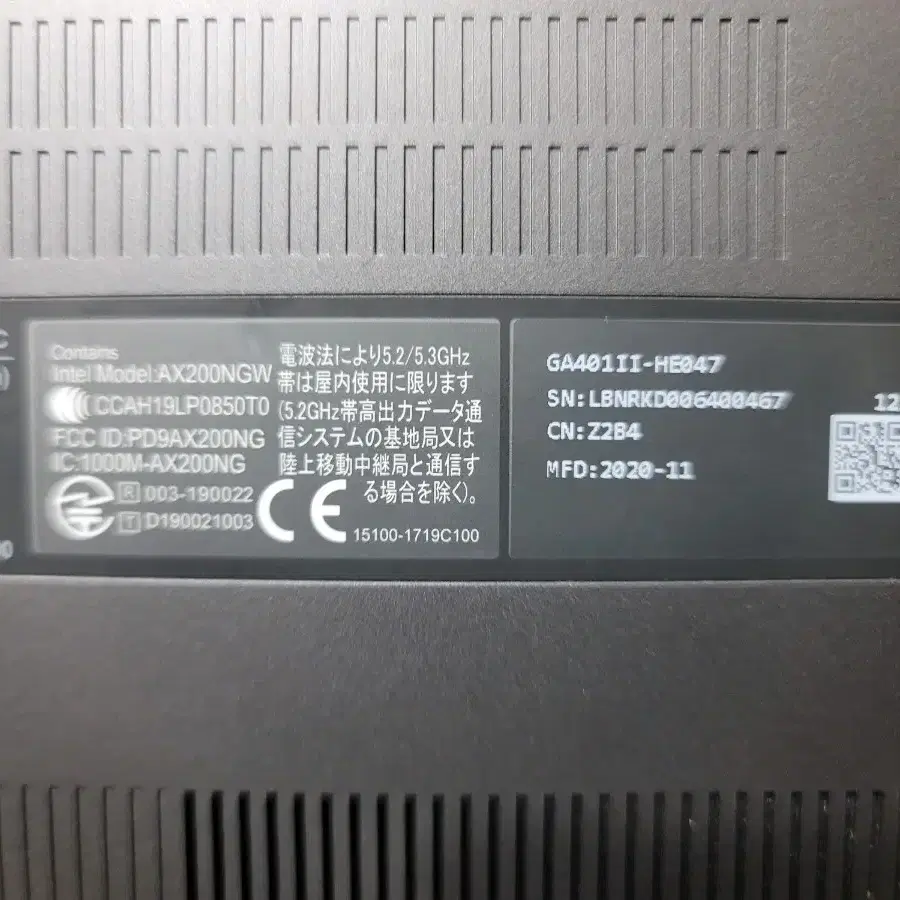 Contains
Intel Model:AX200NGW
CCAH19LP0850T0
FCC ID:PD9AX200NG
IC:1000M-AX200NG
R 003-190022
T D190021003
CE
電波法により5.2/5.3GHz
帯は屋内使用に限ります
(5.2GHz帯高出力データ通
信システムの基地局又は
陸上移動中継局と通信す
る場合を除く)。
15100-1719C100
GA401II-HE047
SN:LBNRKD006400467
CN:Z2B4
MFD:2020-11
12